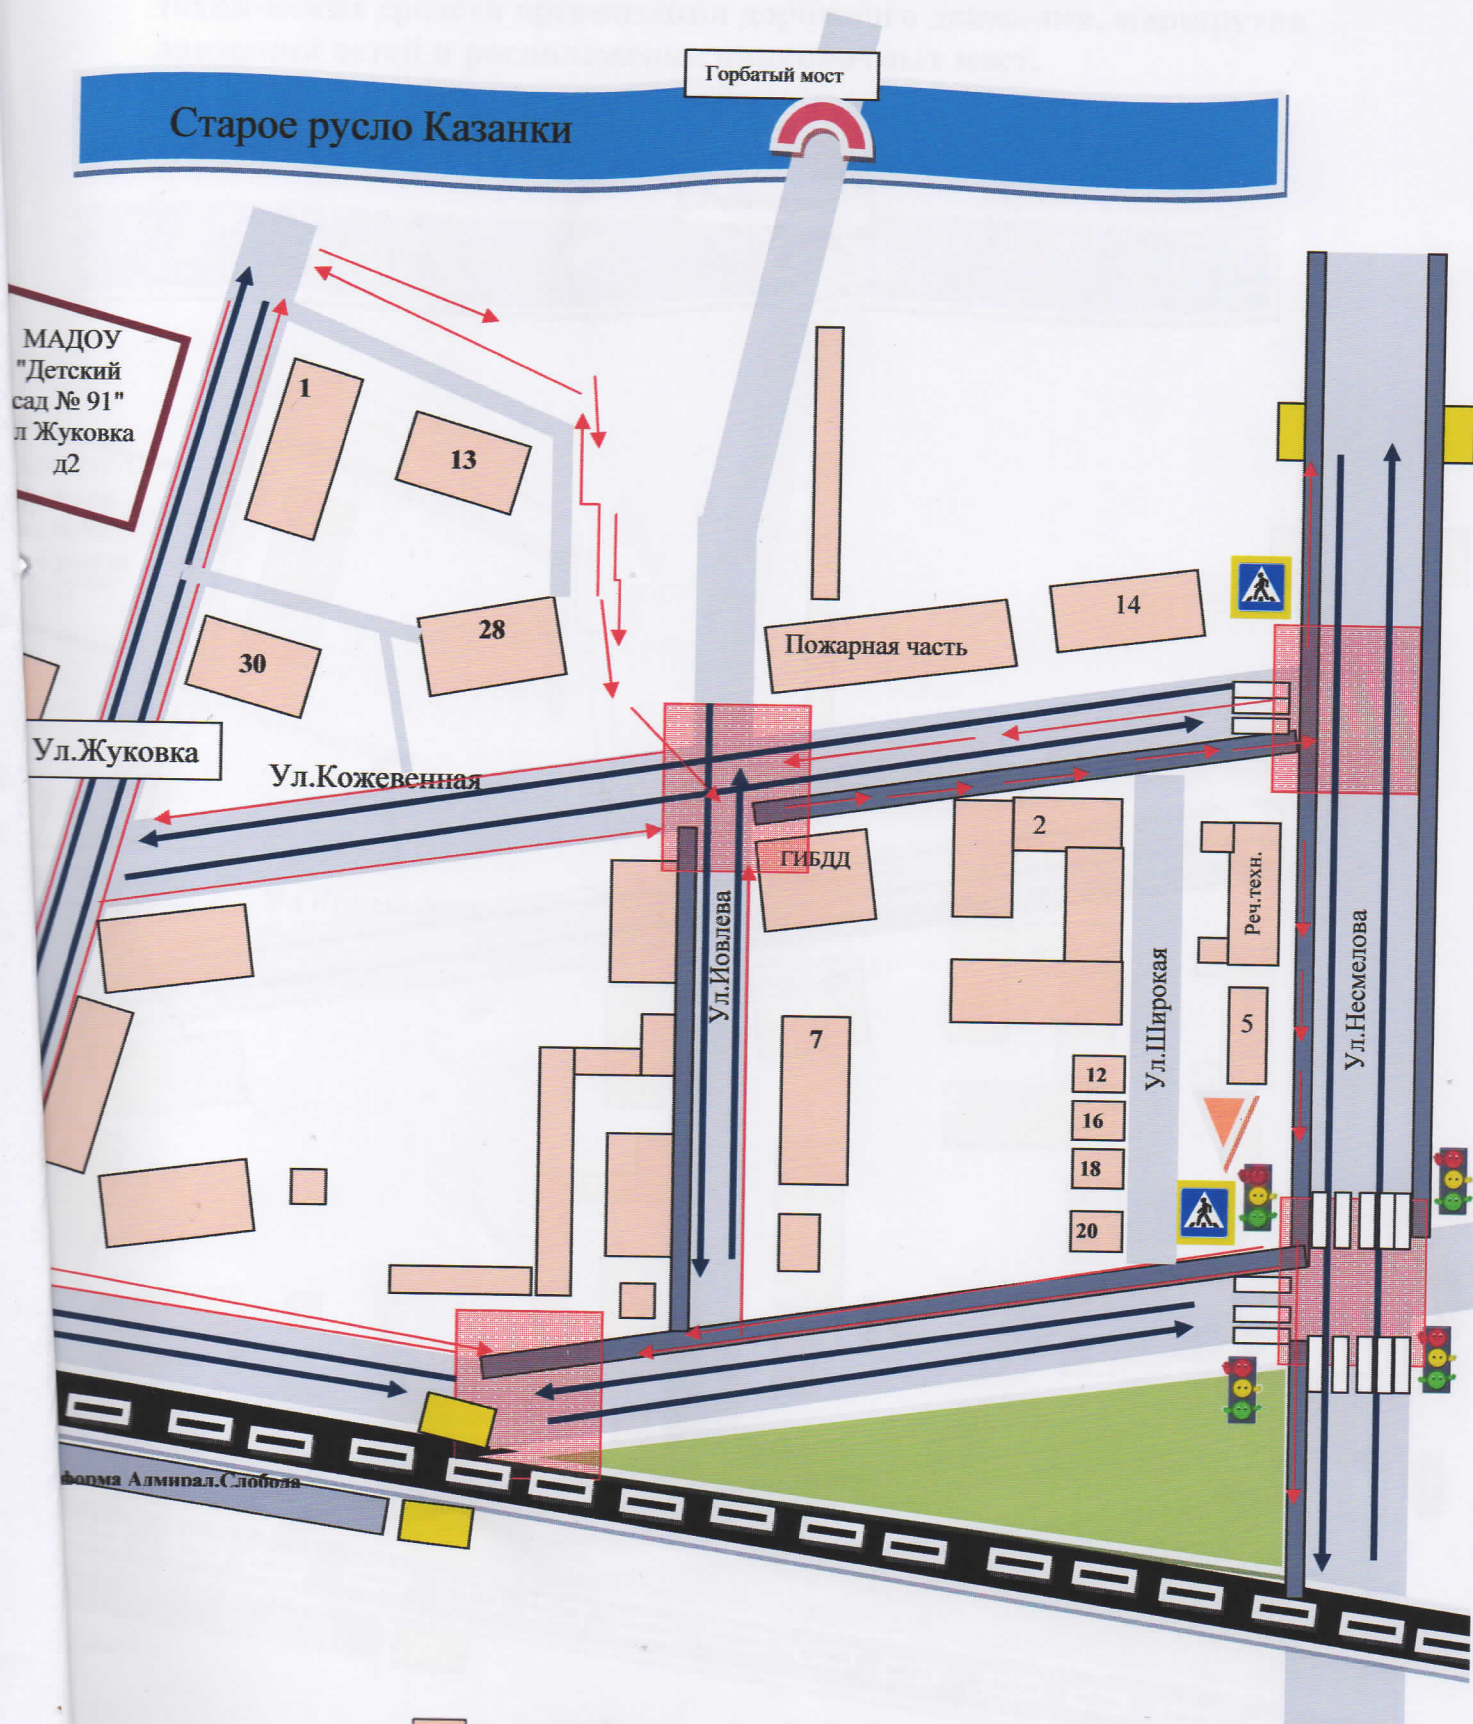 Горбатый мост
Старое русло Казанки
МАДОУ
"Детский
сад № 91"
л Жуковка
д2
1
13
28
30
14
Пожарная часть
Ул.Жуковка
Ул.Кожевенная
2
ГИБДД
Реч.техн.
Ул.Иовлева
Ул.Широкая
Ул.Несмелова
5
7
12
16
18
20
форма Адмирал.Слобода